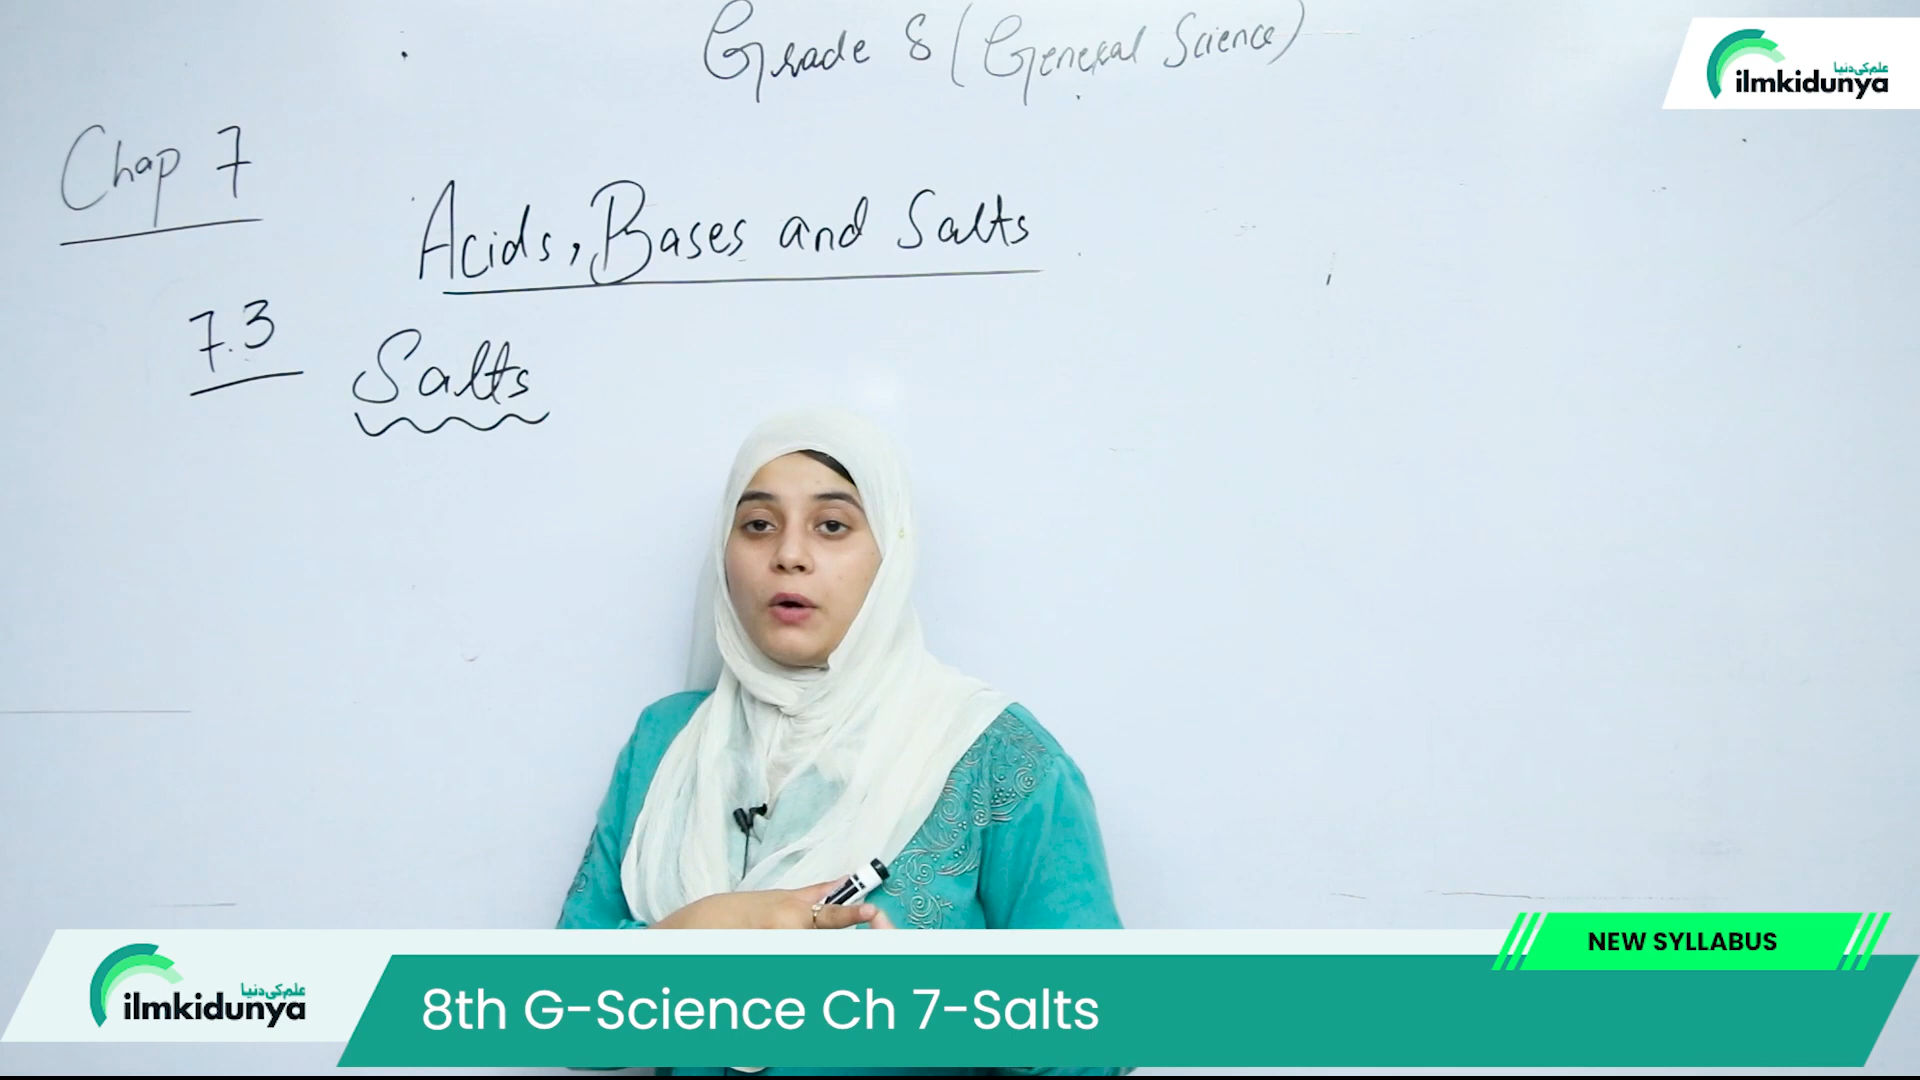 Grade 8 (General Science)
علم کی دنیا
ilmkidunya
Chap 7
Acids, Bases and Salts
7.3
Salts
NEW SYLLABUS
علم کی دنیا
ilmkidunya
8th G-Science Ch 7-Salts